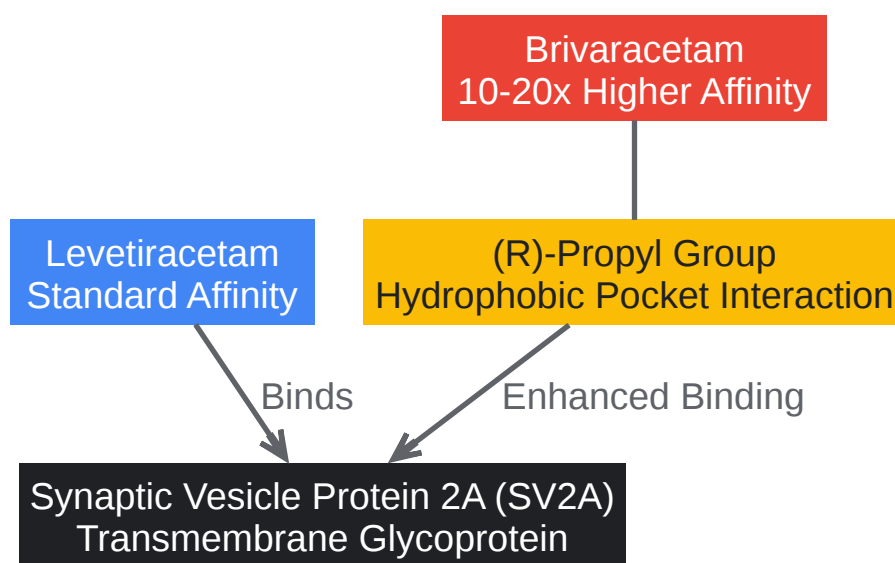 Brivaracetam
10-20x Higher Affinity
Levetiracetam
Standard Affinity
(R)-Propyl Group
Hydrophobic Pocket Interaction
Binds
Enhanced Binding
Synaptic Vesicle Protein 2A (SV2A)
Transmembrane Glycoprotein